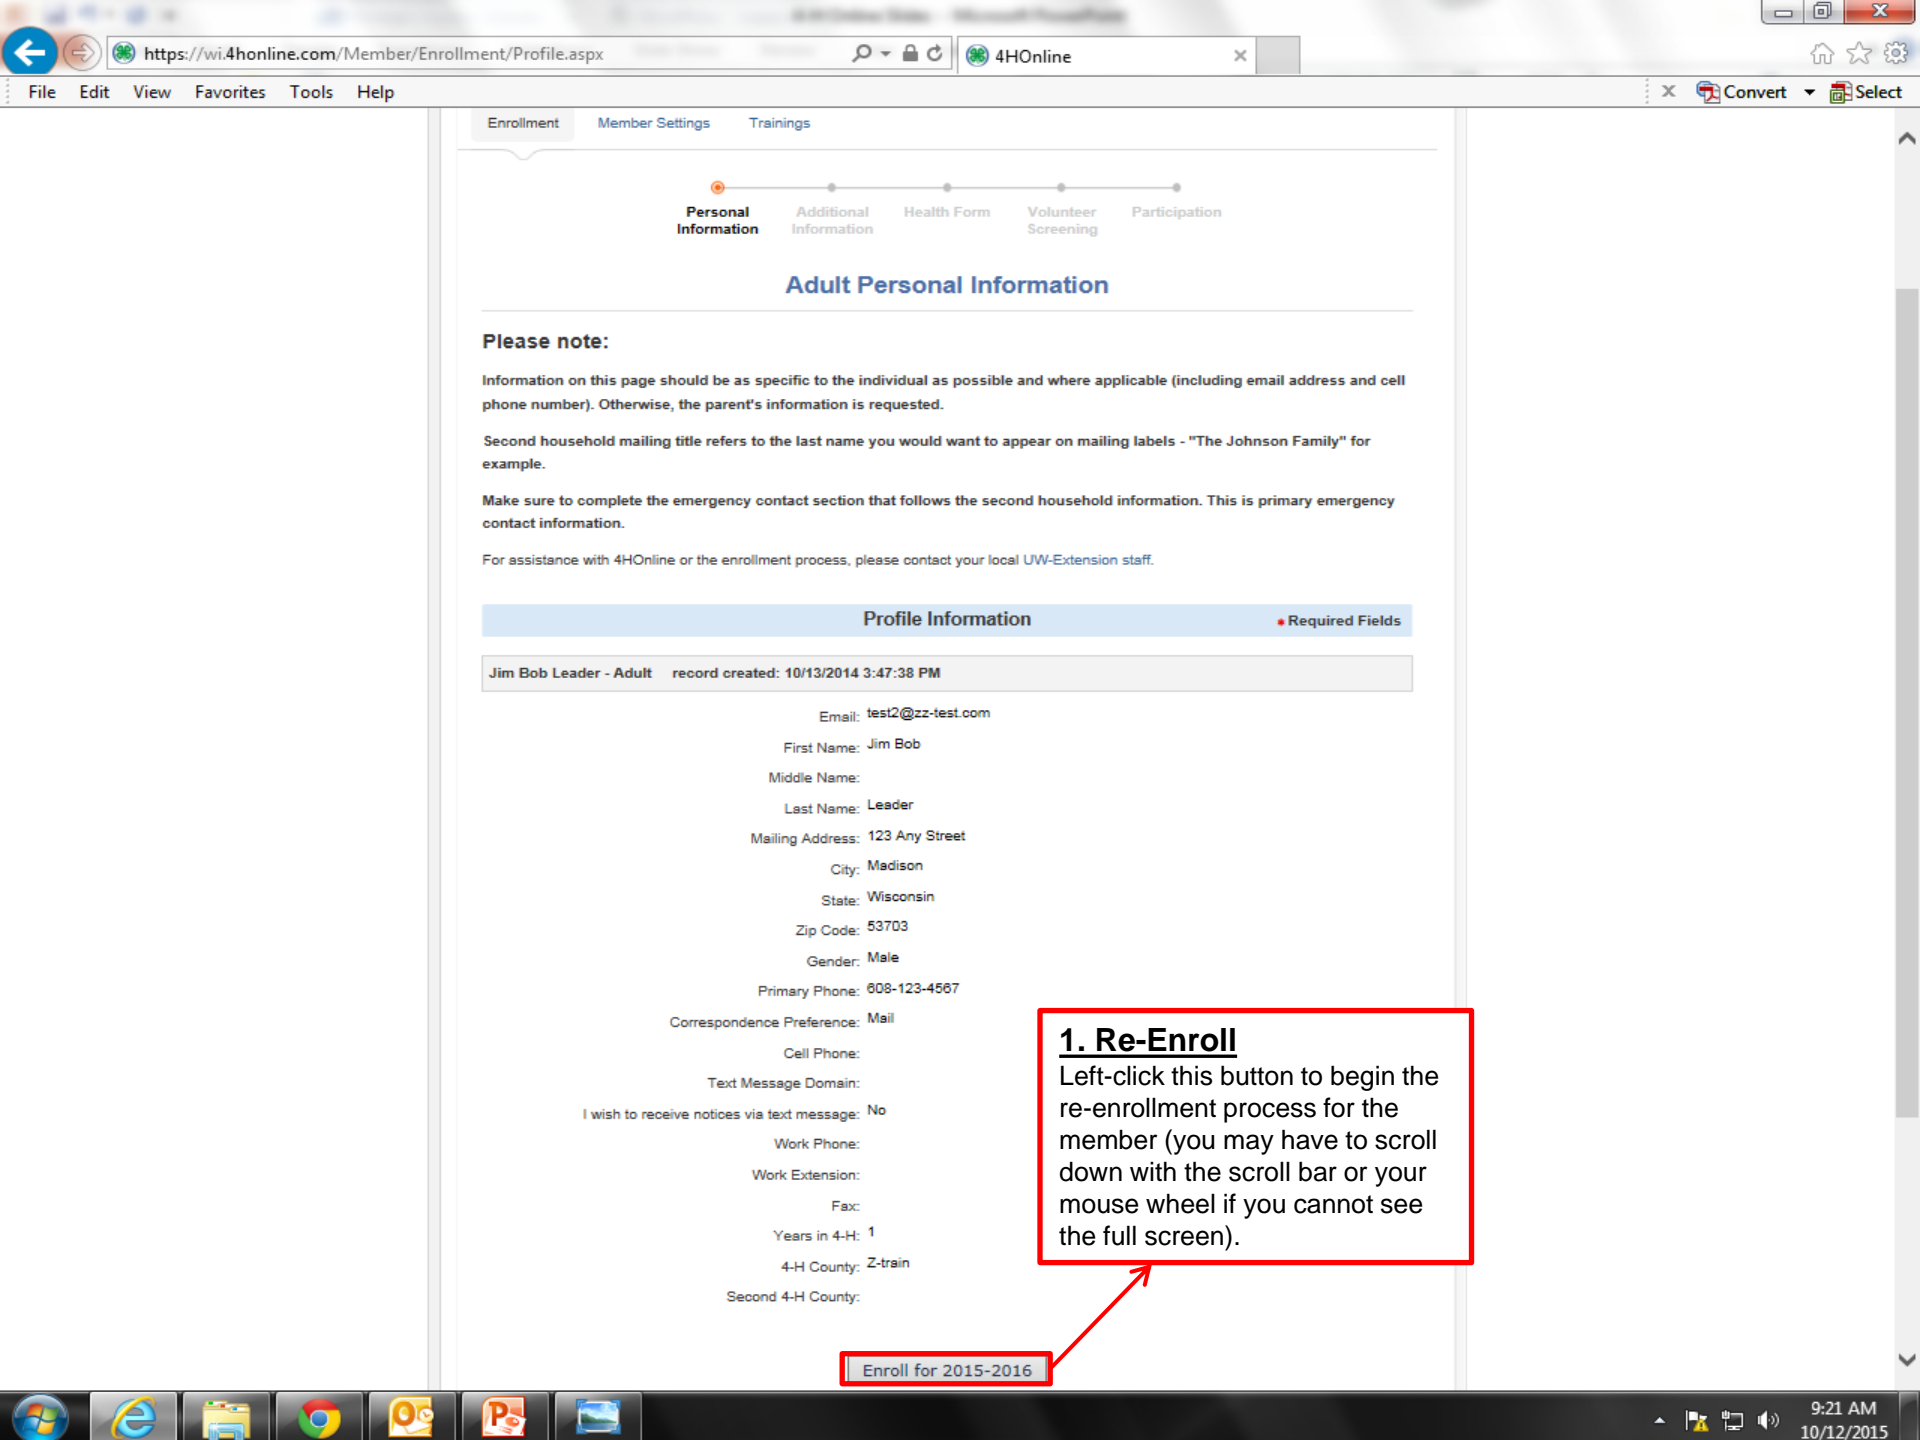 https://wi.4honline.com/Member/Enrollment/Profile.aspx
4HOnline
File Edit View Favorites Tools Help
Convert Select
Enrollment Member Settings Trainings
Personal Information
Additional Information
Health Form
Volunteer Screening
Participation
Adult Personal Information
Please note:
Information on this page should be as specific to the individual as possible and where applicable (including email address and cell
phone number). Otherwise, the parent's information is requested.
Second household mailing title refers to the last name you would want to appear on mailing labels - "The Johnson Family" for
example.
Make sure to complete the emergency contact section that follows the second household information. This is primary emergency
contact information.
For assistance with 4HOnline or the enrollment process, please contact your local UW-Extension staff.
Profile Information * Required Fields
Jim Bob Leader - Adult record created: 10/13/2014 3:47:38 PM
Email: test2@zz-test.com
First Name: Jim Bob
Middle Name:
Last Name: Leader
Mailing Address: 123 Any Street
City: Madison
State: Wisconsin
Zip Code: 53703
Gender: Male
Primary Phone: 608-123-4567
Correspondence Preference: Mail
Cell Phone:
Text Message Domain:
I wish to receive notices via text message: No
Work Phone:
Work Extension:
Fax:
Years in 4-H: 1
4-H County: Z-train
Second 4-H County:
1. Re-Enroll
Left-click this button to begin the
re-enrollment process for the
member (you may have to scroll
down with the scroll bar or your
mouse wheel if you cannot see
the full screen).
Enroll for 2015-2016
9:21 AM
10/12/2015